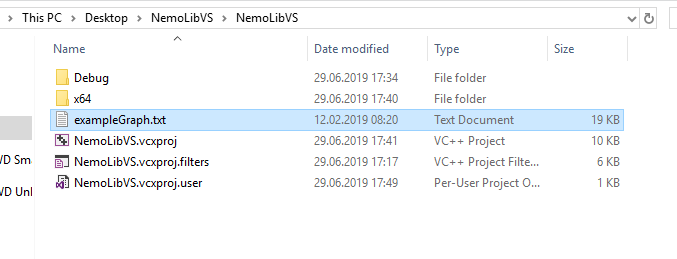 This PC > Desktop > NemoLibVS > NemoLibVS
Name Date modified Type Size
Debug 29.06.2019 17:34 File folder
x64 29.06.2019 17:40 File folder
exampleGraph.txt 12.02.2019 08:20 Text Document 19 KB
NemoLibVS.vcxproj 29.06.2019 17:41 VC++ Project 10 KB
NemoLibVS.vcxproj.filters 29.06.2019 17:17 VC++ Project Filte... 6 KB
WD Sma
NemoLibVS.vcxproj.user 29.06.2019 17:49 Per-User Project O... 1 KB
WD Unl